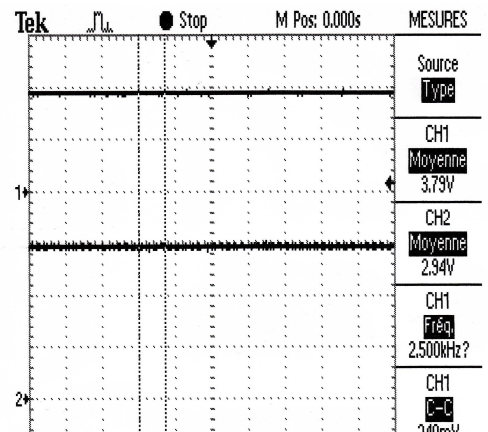 Tek Stop M Pos: 0.000s MESURES
Source
Type
CH1
Moyenne
3.79V
1
CH2
Moyenne
2.94V
CH1
Fréq.
2.500kHz?
CH1
C-C
2